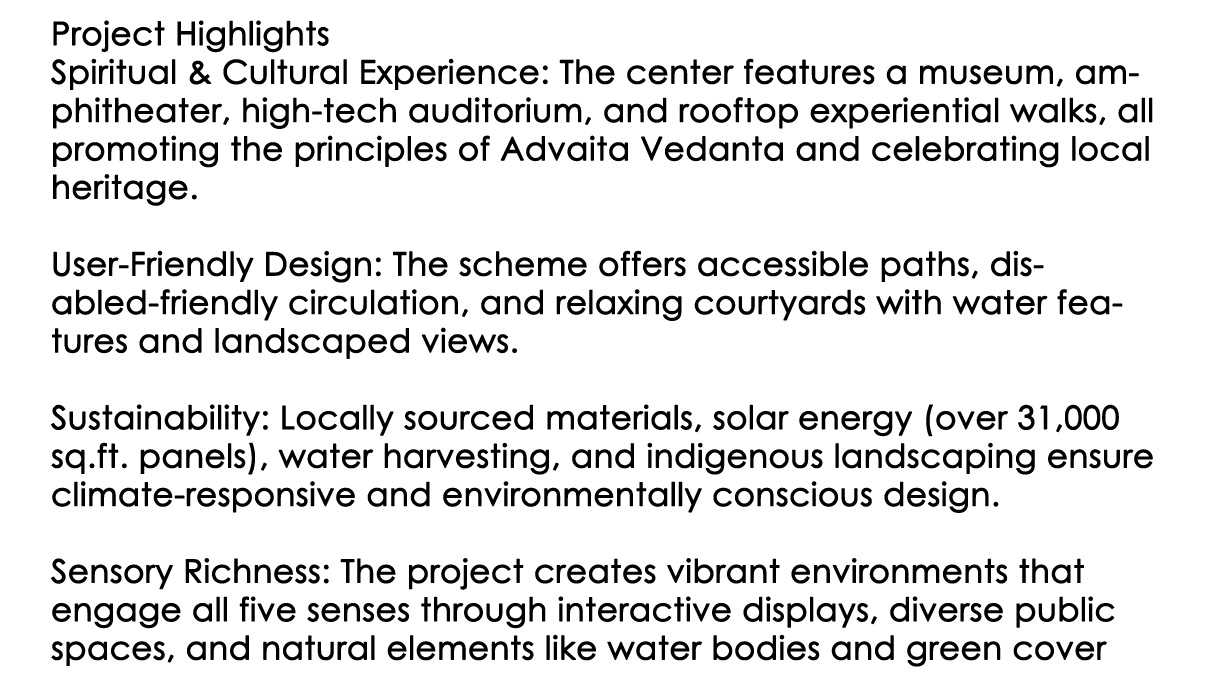 Project Highlights
Spiritual & Cultural Experience: The center features a museum, am-
phitheater, high-tech auditorium, and rooftop experiential walks, all
promoting the principles of Advaita Vedanta and celebrating local
heritage.
User-Friendly Design: The scheme offers accessible paths, dis-
abled-friendly circulation, and relaxing courtyards with water fea-
tures and landscaped views.
Sustainability: Locally sourced materials, solar energy (over 31,000
sq.ft. panels), water harvesting, and indigenous landscaping ensure
climate-responsive and environmentally conscious design.
Sensory Richness: The project creates vibrant environments that
engage all five senses through interactive displays, diverse public
spaces, and natural elements like water bodies and green cover